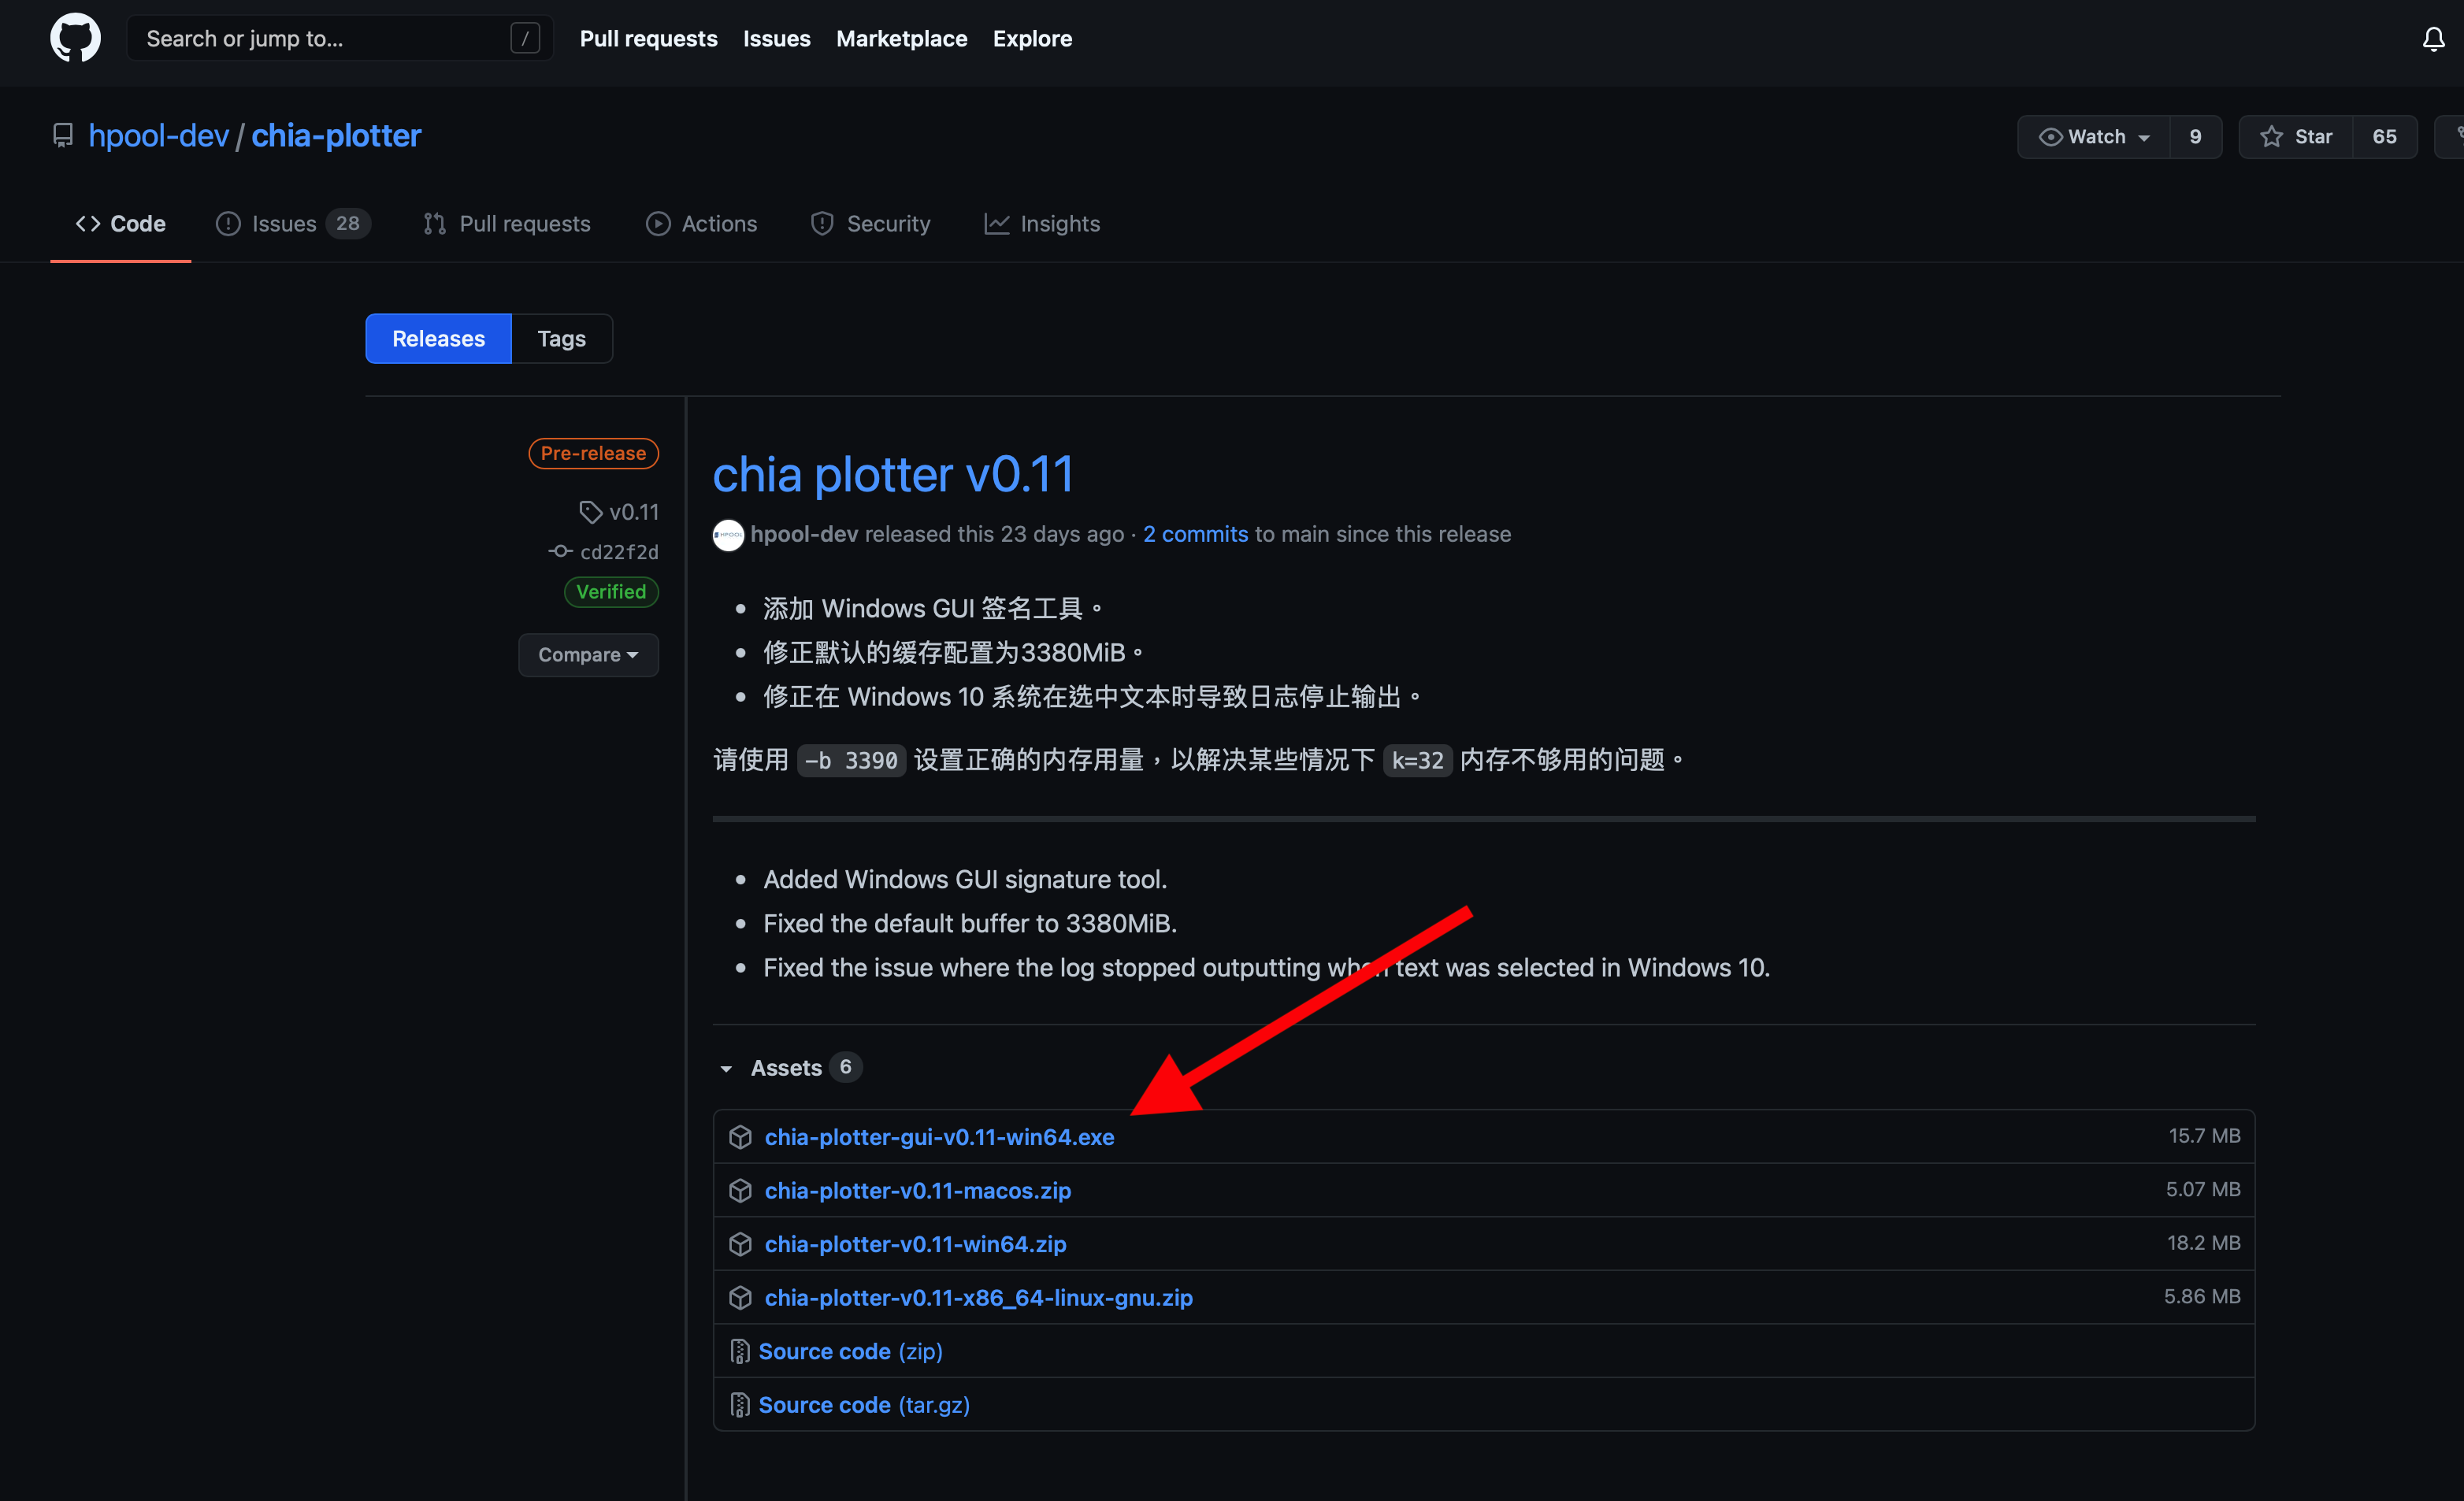 Search or jump to... / Pull requests Issues Marketplace Explore
hpool-dev / chia-plotter Watch 9 Star 65
Code Issues 28 Pull requests Actions Security Insights
Releases Tags
Pre-release
v0.11
cd22f2d
Verified
Compare
chia plotter v0.11
HPOOL hpool-dev released this 23 days ago · 2 commits to main since this release
添加 Windows GUI 签名工具。
修正默认的缓存配置为3380MiB。
修正在 Windows 10 系统在选中文本时导致日志停止输出。
请使用 -b 3390 设置正确的内存用量，以解决某些情况下 k=32 内存不够用的问题。
Added Windows GUI signature tool.
Fixed the default buffer to 3380MiB.
Fixed the issue where the log stopped outputting when text was selected in Windows 10.
Assets 6
chia-plotter-gui-v0.11-win64.exe 15.7 MB
chia-plotter-v0.11-macos.zip 5.07 MB
chia-plotter-v0.11-win64.zip 18.2 MB
chia-plotter-v0.11-x86_64-linux-gnu.zip 5.86 MB
Source code (zip)
Source code (tar.gz)